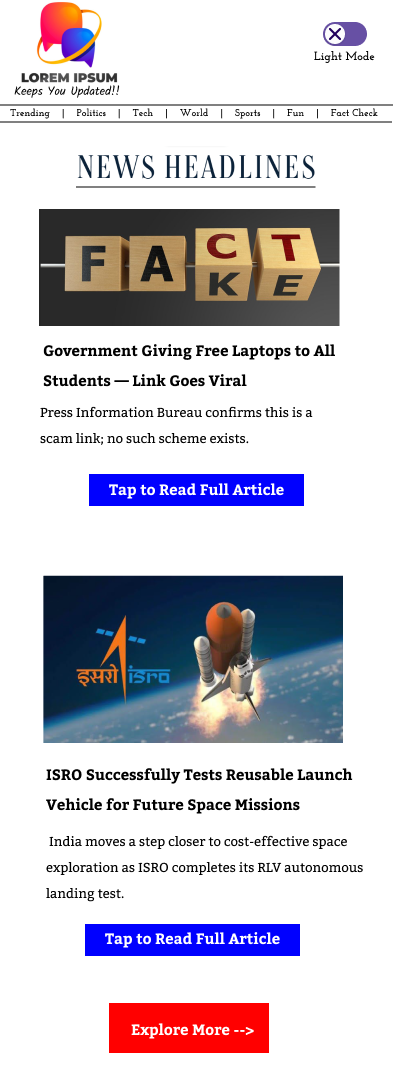 LOREM IPSUM
Keeps You Updated!!
Light Mode
Trending | Politics | Tech | World | Sports | Fun | Fact Check
NEWS HEADLINES
F A C T
K E
Government Giving Free Laptops to All
Students — Link Goes Viral
Press Information Bureau confirms this is a
scam link; no such scheme exists.
Tap to Read Full Article
इसरो isro
ISRO Successfully Tests Reusable Launch
Vehicle for Future Space Missions
India moves a step closer to cost-effective space
exploration as ISRO completes its RLV autonomous
landing test.
Tap to Read Full Article
Explore More -->